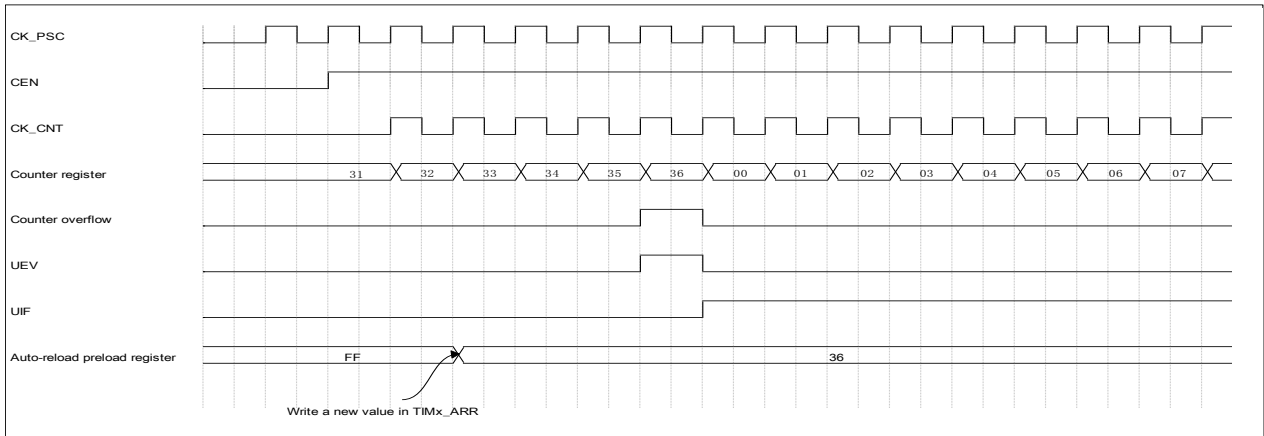 CK_PSC
CEN
CK_CNT
Counter register 31 32 33 34 35 36 00 01 02 03 04 05 06 07
Counter overflow
UEV
UIF
Auto-reload preload register FF 36
Write a new value in TIMx_ARR